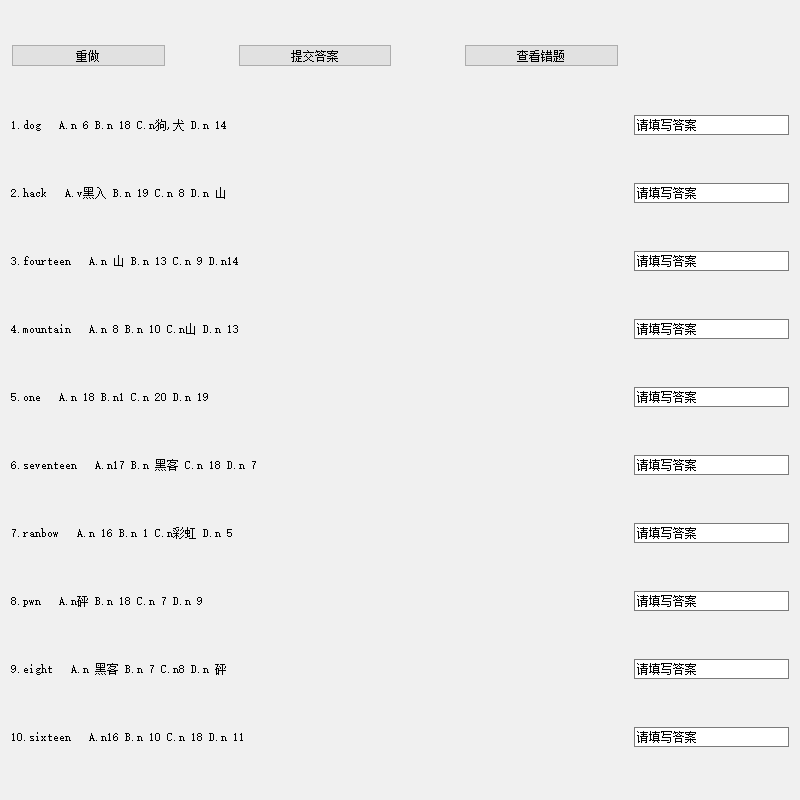 重做 提交答案 查看错题
1.dog A.n 6 B.n 18 C.n狗,犬 D.n 14 请填写答案
2.hack A.v黑入 B.n 19 C.n 8 D.n 山 请填写答案
3.fourteen A.n 山 B.n 13 C.n 9 D.n14 请填写答案
4.mountain A.n 8 B.n 10 C.n山 D.n 13 请填写答案
5.one A.n 18 B.n1 C.n 20 D.n 19 请填写答案
6.seventeen A.n17 B.n 黑客 C.n 18 D.n 7 请填写答案
7.ranbow A.n 16 B.n 1 C.n彩虹 D.n 5 请填写答案
8.pwn A.n砰 B.n 18 C.n 7 D.n 9 请填写答案
9.eight A.n 黑客 B.n 7 C.n8 D.n 砰 请填写答案
10.sixteen A.n16 B.n 10 C.n 18 D.n 11 请填写答案